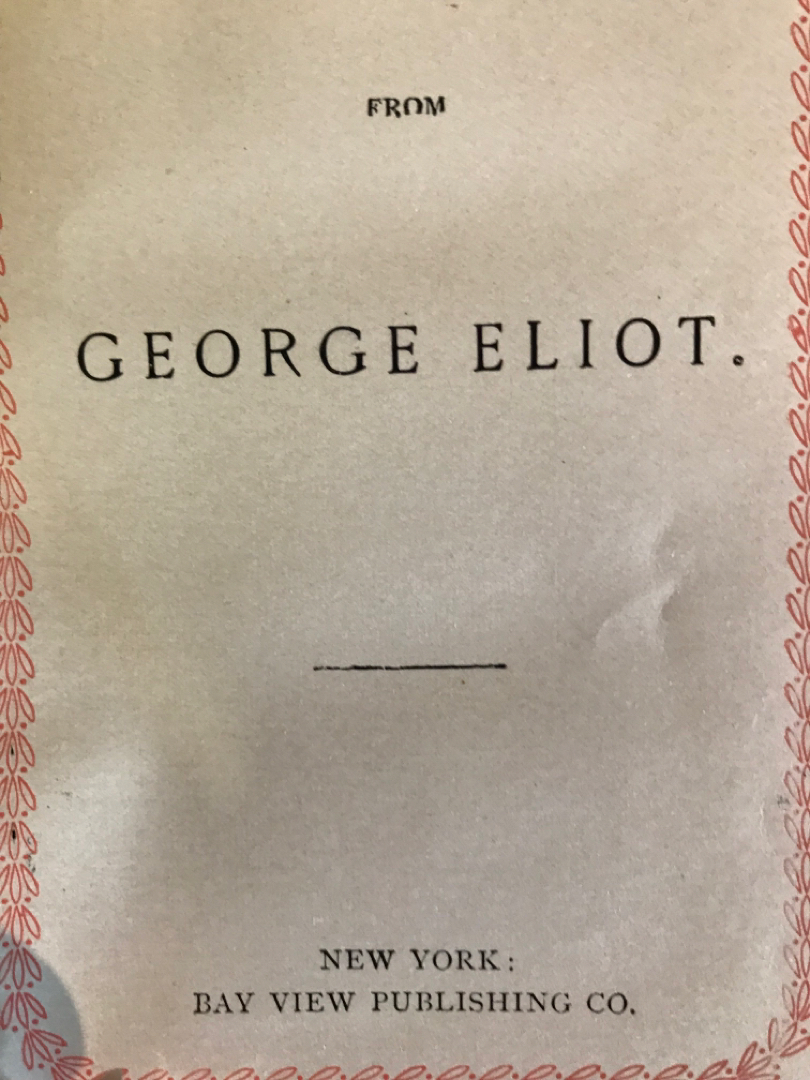 FROM
GEORGE ELIOT.
NEW YORK:
BAY VIEW PUBLISHING CO.